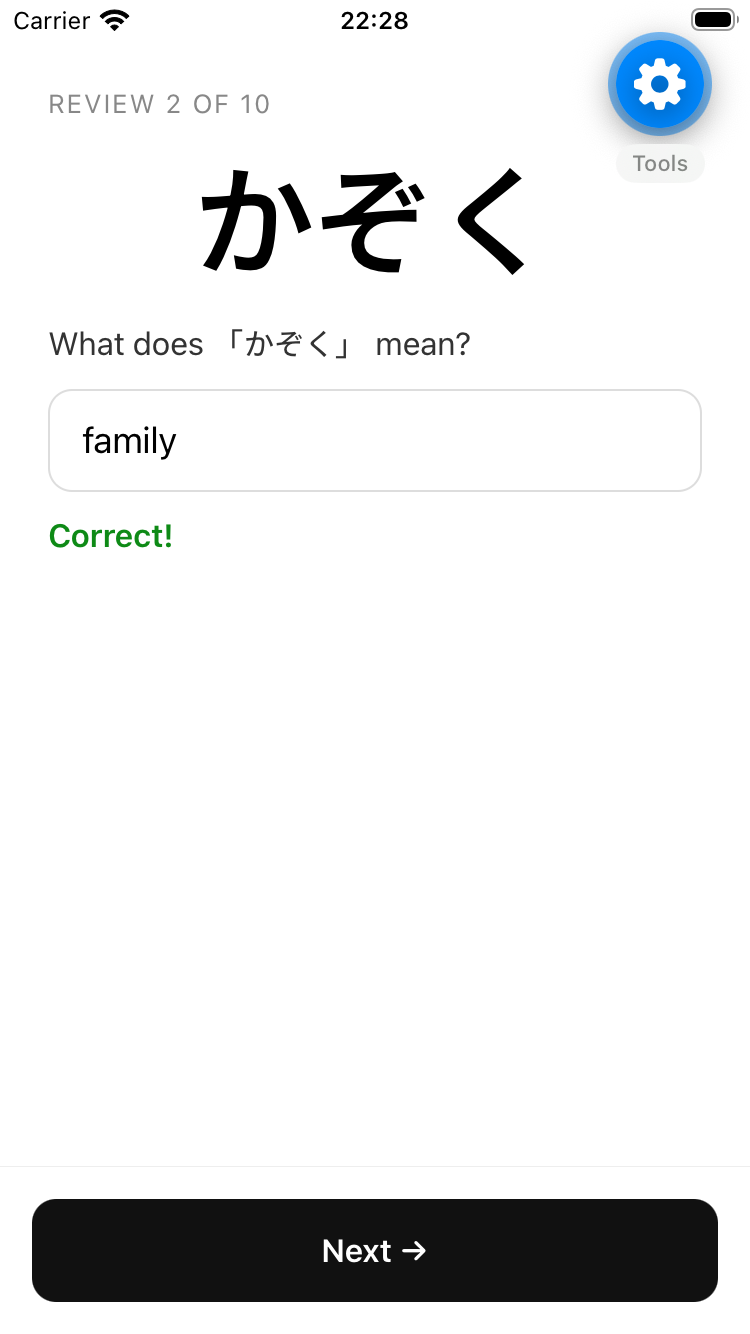 Carrier 22:28
REVIEW 2 OF 10
Tools
かぞく
What does 「かぞく」 mean?
family
Correct!
Next →